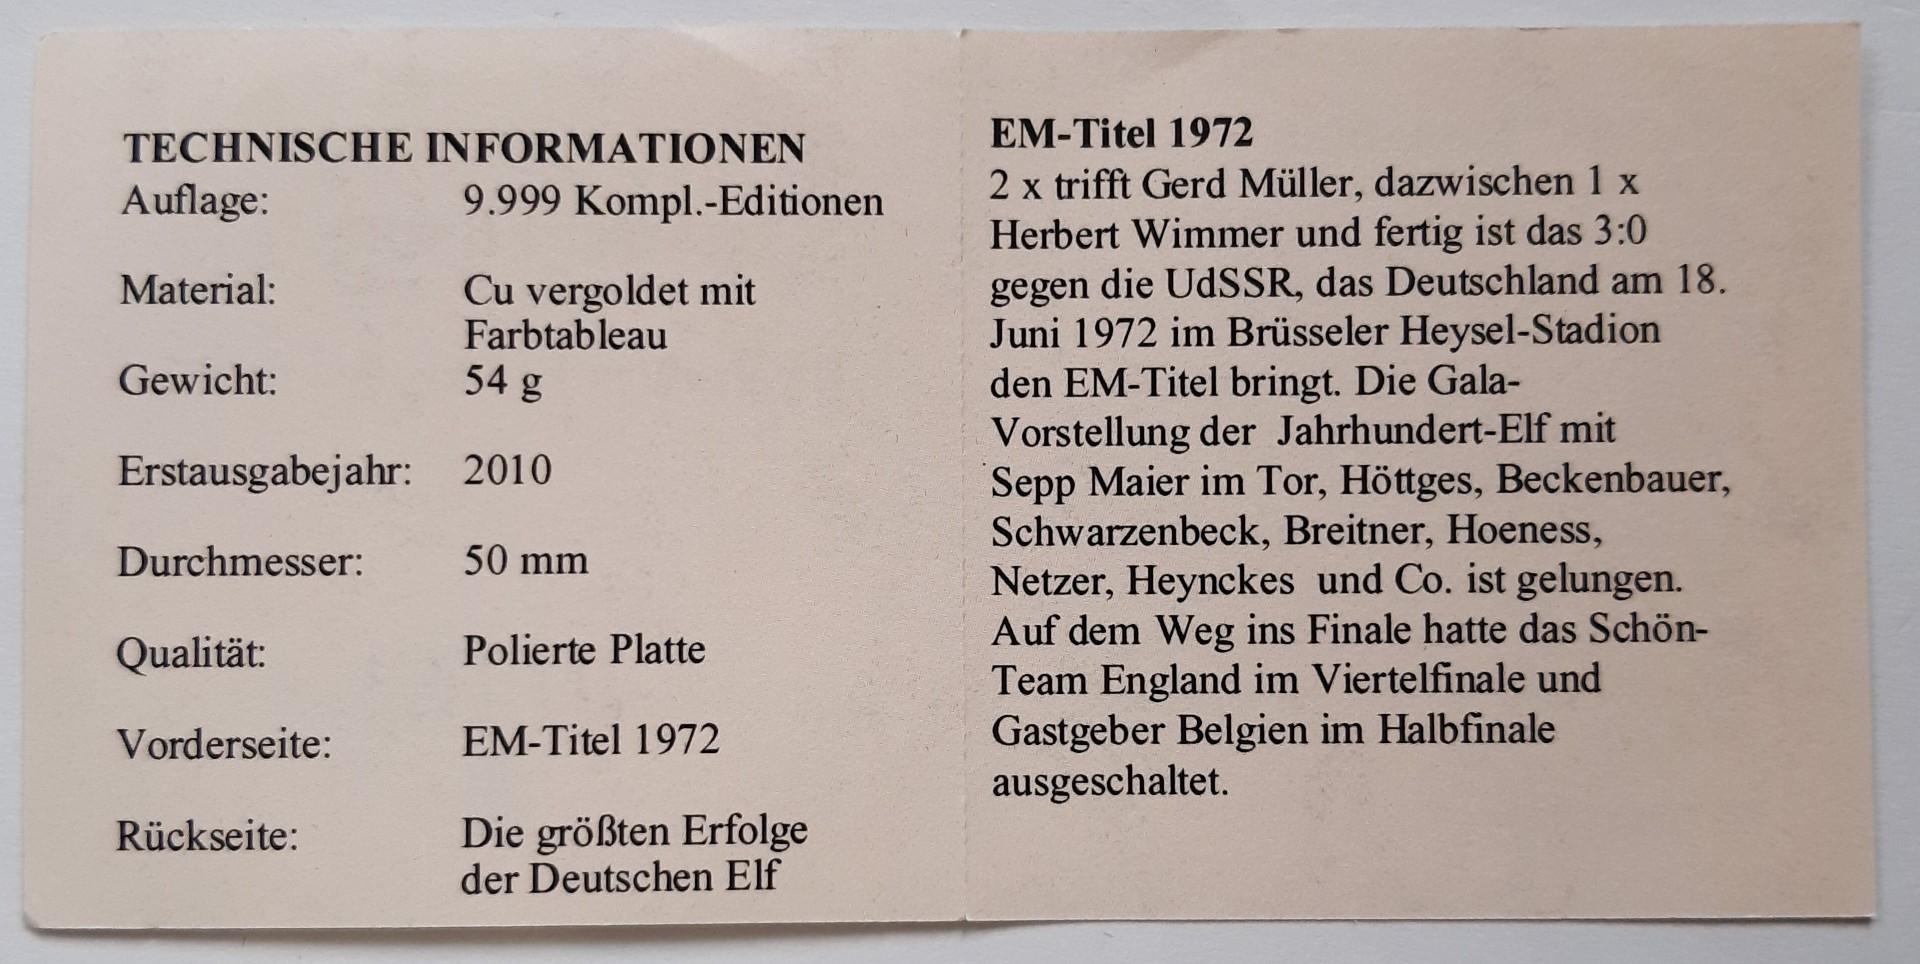 TECHNISCHE INFORMATIONEN
Auflage: 9.999 Kompl.-Editionen
Material: Cu vergoldet mit
Farbtableau
Gewicht: 54 g
Erstausgabejahr: 2010
Durchmesser: 50 mm
Qualität: Polierte Platte
Vorderseite: EM-Titel 1972
Rückseite: Die größten Erfolge
der Deutschen Elf
EM-Titel 1972
2 x trifft Gerd Müller, dazwischen 1 x
Herbert Wimmer und fertig ist das 3:0
gegen die UdSSR, das Deutschland am 18.
Juni 1972 im Brüsseler Heysel-Stadion
den EM-Titel bringt. Die Gala-
Vorstellung der Jahrhundert-Elf mit
Sepp Maier im Tor, Höttges, Beckenbauer,
Schwarzenbeck, Breitner, Hoeness,
Netzer, Heynckes und Co. ist gelungen.
Auf dem Weg ins Finale hatte das Schön-
Team England im Viertelfinale und
Gastgeber Belgien im Halbfinale
ausgeschaltet.